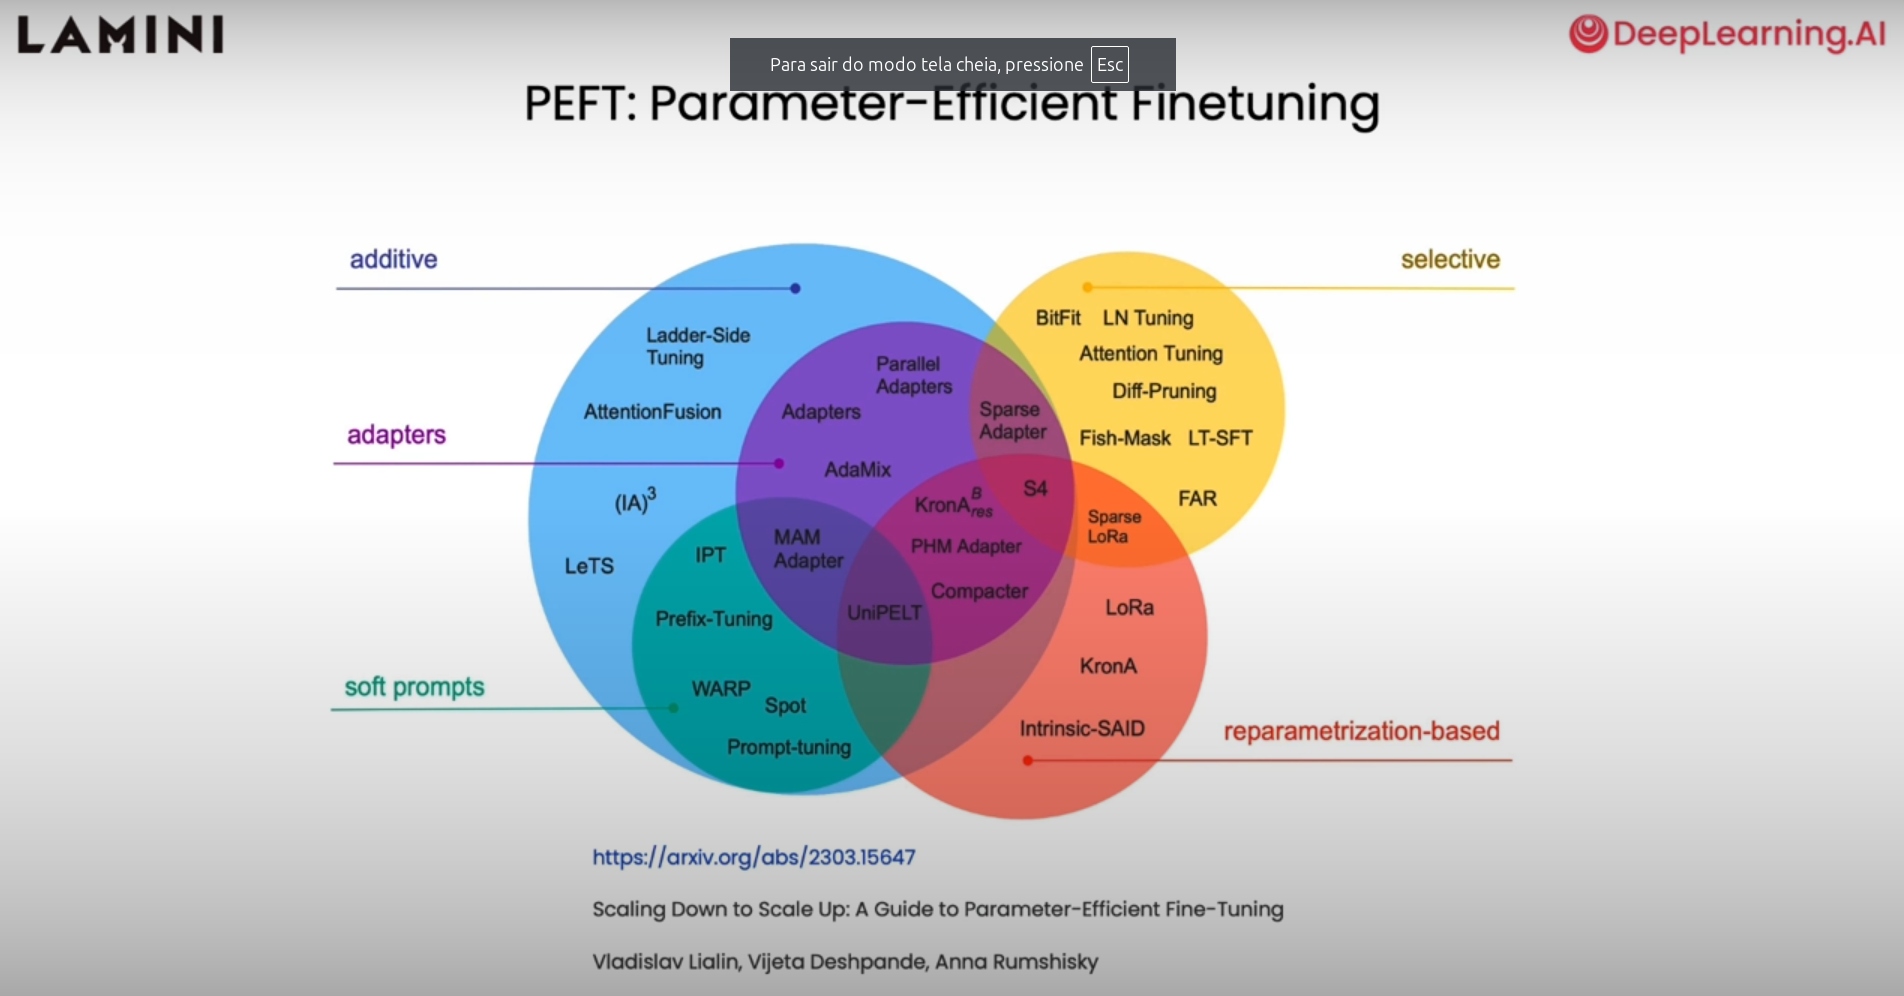 LAMINI
DeepLearning.AI
Para sair do modo tela cheia, pressione Esc
PEFT: Parameter-Efficient Finetuning
additive
selective
BitFit LN Tuning
Ladder-Side
Tuning
Attention Tuning
Parallel
Adapters
Diff-Pruning
AttentionFusion
Adapters
Sparse
Adapter
adapters
Fish-Mask LT-SFT
AdaMix
(IA)³
KronA^B_res
S4
FAR
Sparse
LoRa
MAM
Adapter
PHM Adapter
IPT
LeTS
Compacter
UniPELT
LoRa
Prefix-Tuning
KronA
soft prompts
WARP
Spot
Intrinsic-SAID
reparametrization-based
Prompt-tuning
https://arxiv.org/abs/2303.15647
Scaling Down to Scale Up: A Guide to Parameter-Efficient Fine-Tuning
Vladislav Lialin, Vijeta Deshpande, Anna Rumshisky